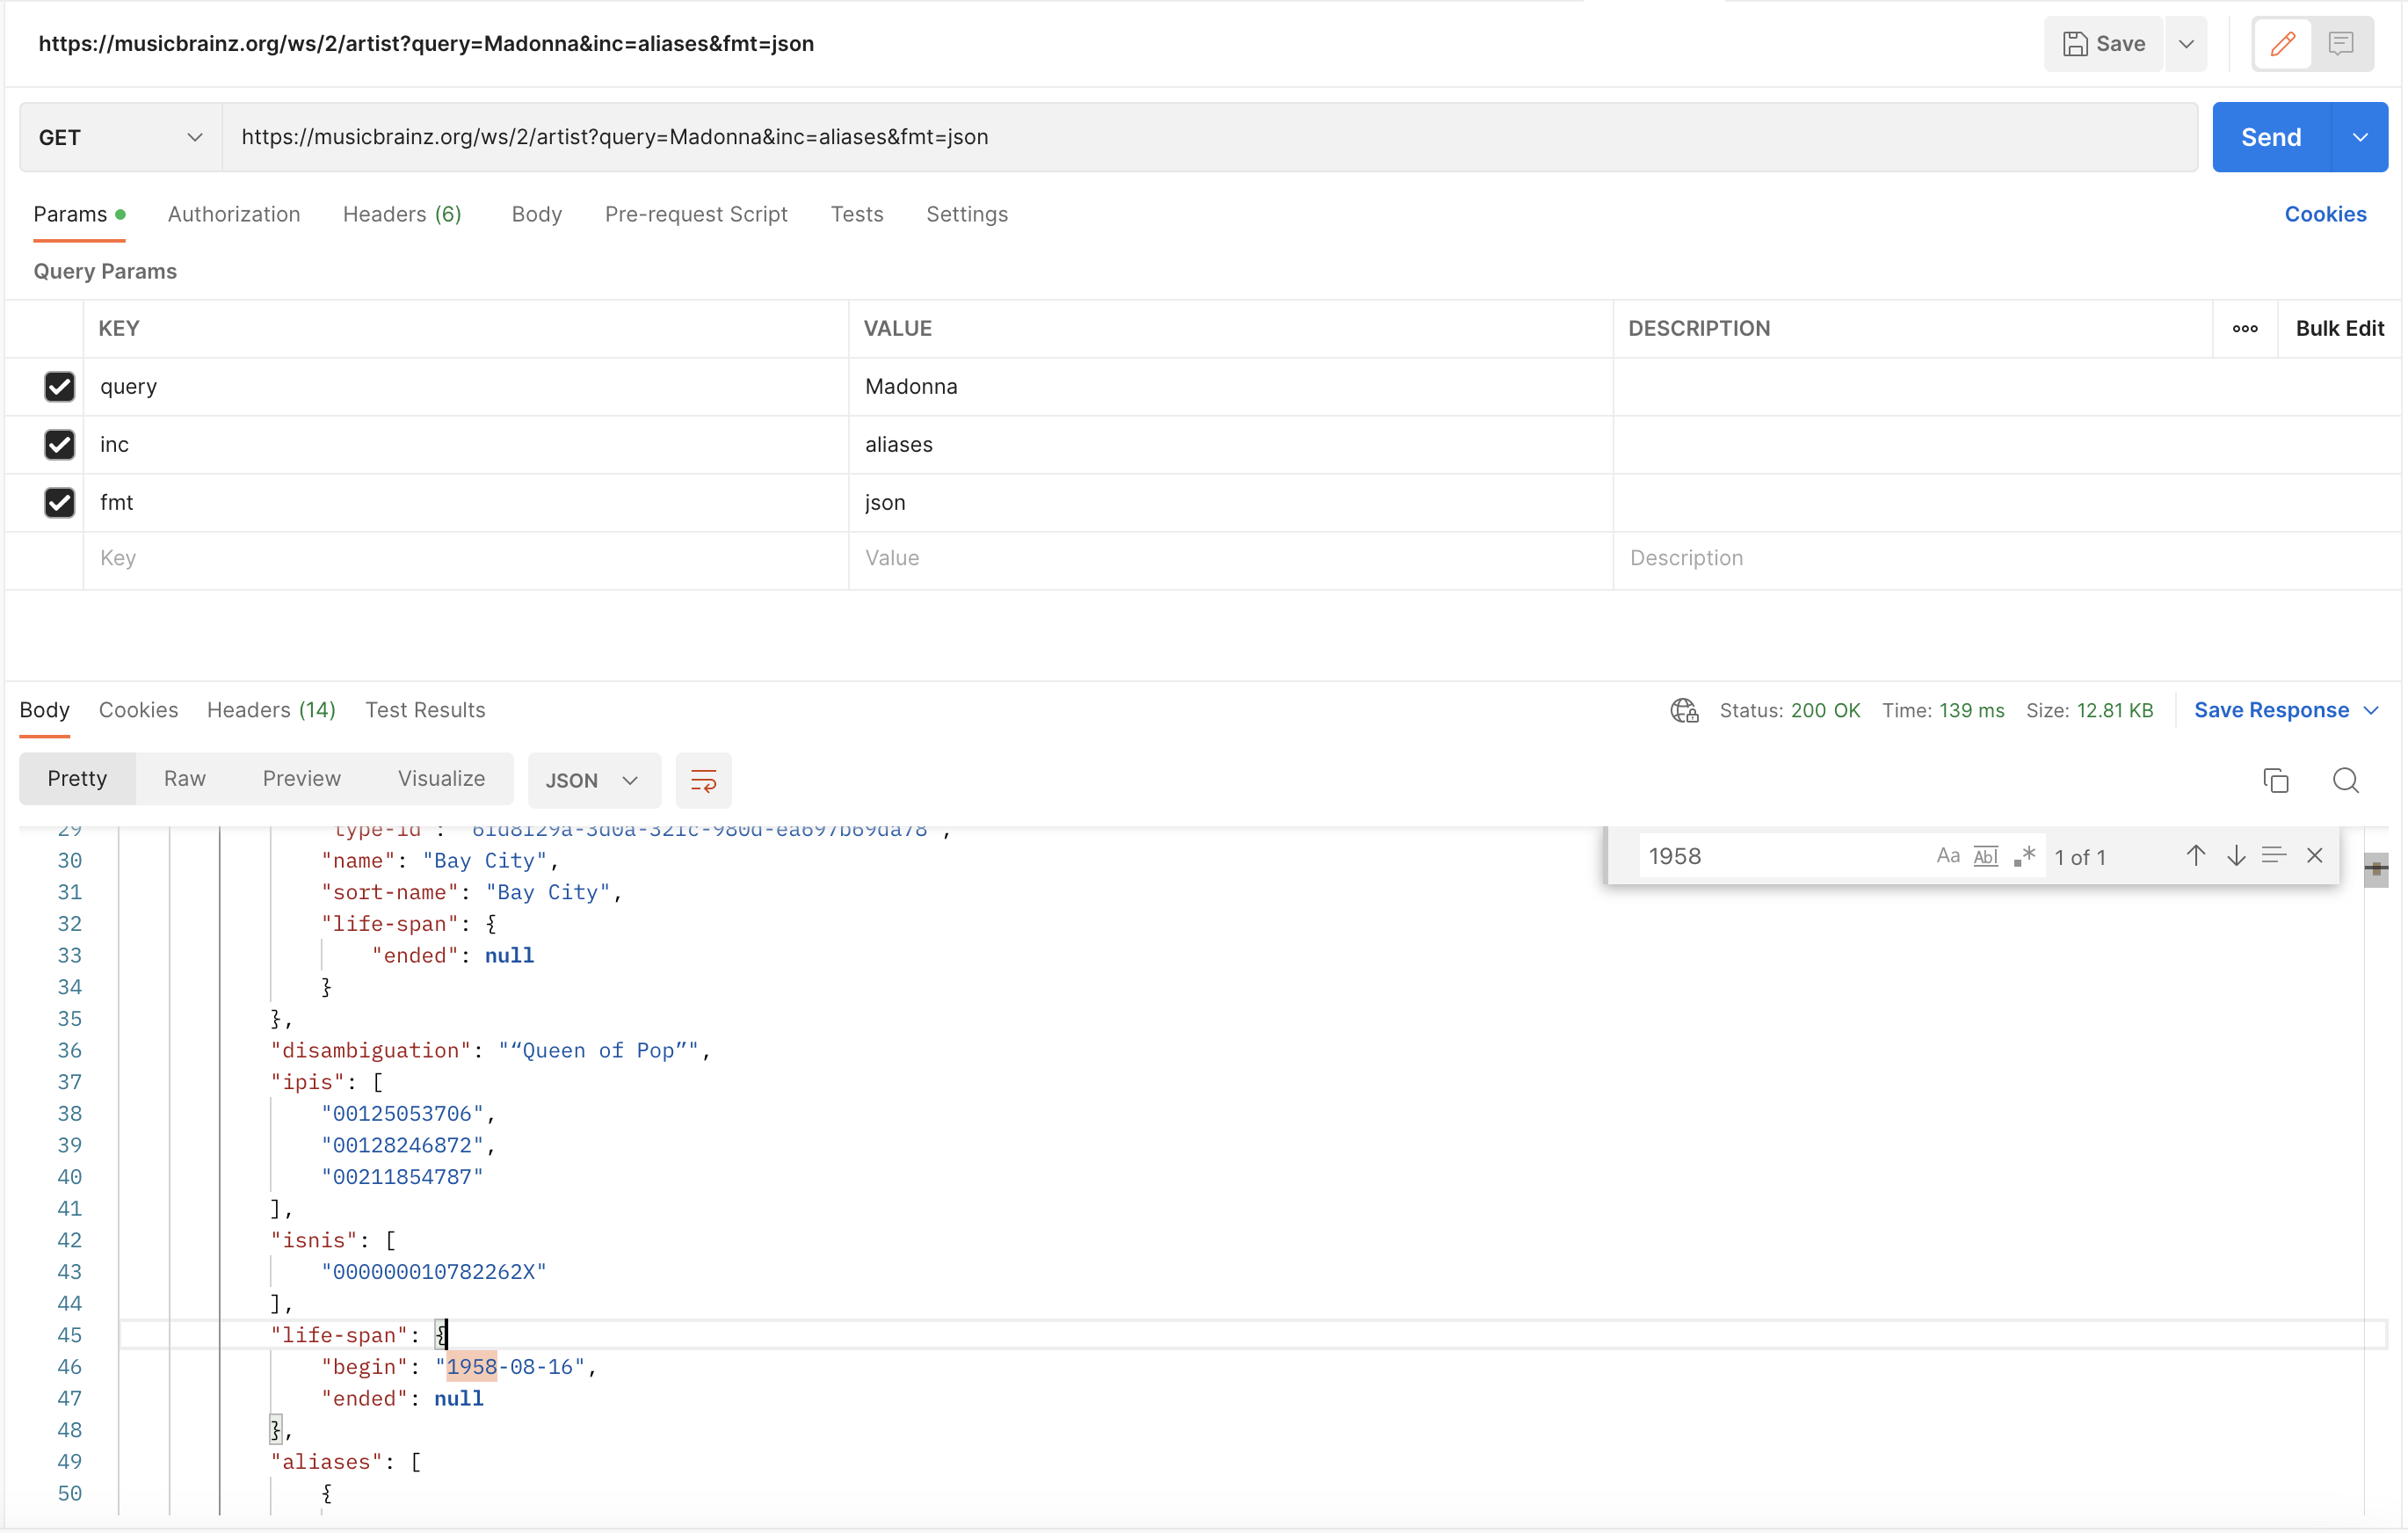 https://musicbrainz.org/ws/2/artist?query=Madonna&inc=aliases&fmt=json Save
GET https://musicbrainz.org/ws/2/artist?query=Madonna&inc=aliases&fmt=json Send
Params Authorization Headers (6) Body Pre-request Script Tests Settings Cookies
Query Params
KEY VALUE DESCRIPTION ooo Bulk Edit
query Madonna
inc aliases
fmt json
Key Value Description
Body Cookies Headers (14) Test Results Status: 200 OK Time: 139 ms Size: 12.81 KB Save Response
Pretty Raw Preview Visualize JSON
1958 Aa Abl .* 1 of 1
29 "type-id":
30 "name": "Bay City",
31 "sort-name": "Bay City",
32 "life-span": {
33 "ended": null
34 }
35 },
36 "disambiguation": "“Queen of Pop”",
37 "ipis": [
38 "00125053706",
39 "00128246872",
40 "00211854787"
41 ],
42 "isnis": [
43 "000000010782262X"
44 ],
45 "life-span": {
46 "begin": "1958-08-16",
47 "ended": null
48 },
49 "aliases": [
50 {